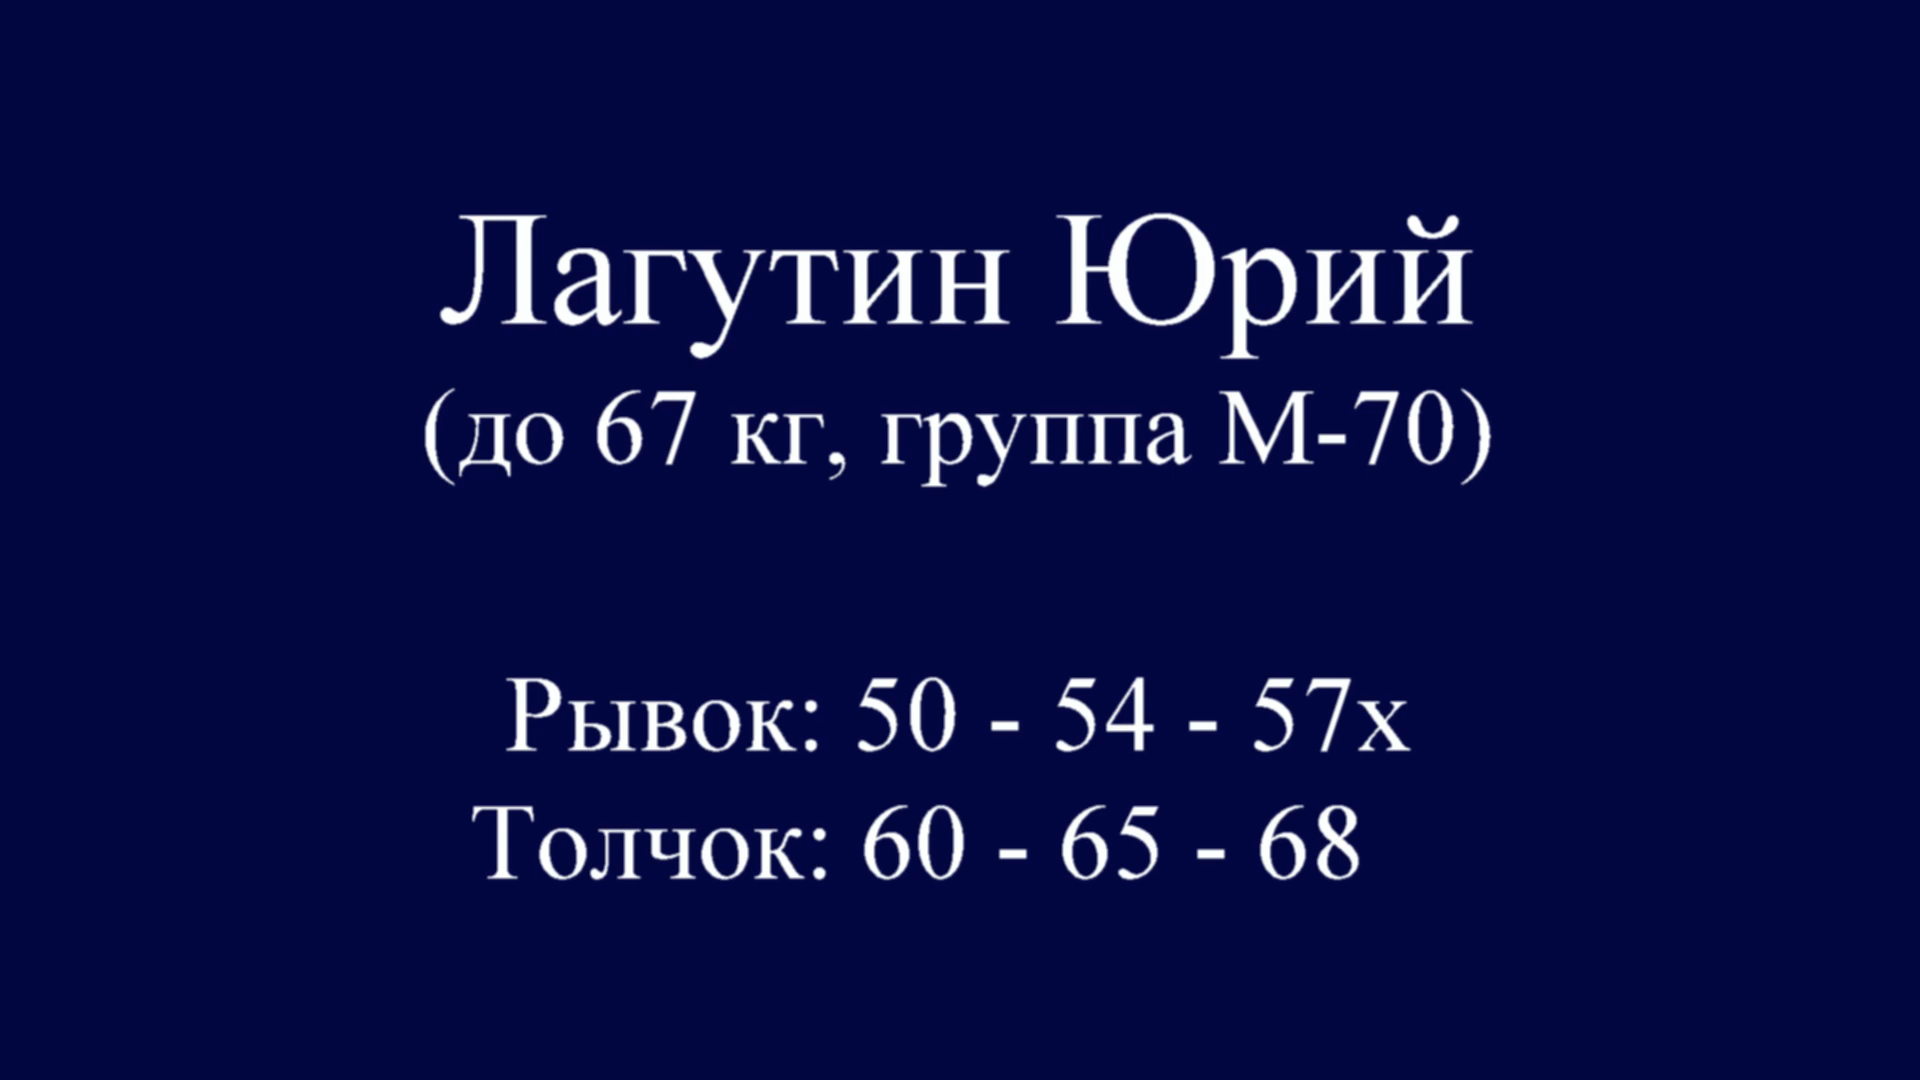 Лагутин Юрий
(до 67 кг, группа М-70)
Рывок: 50 - 54 - 57х
Толчок: 60 - 65 - 68